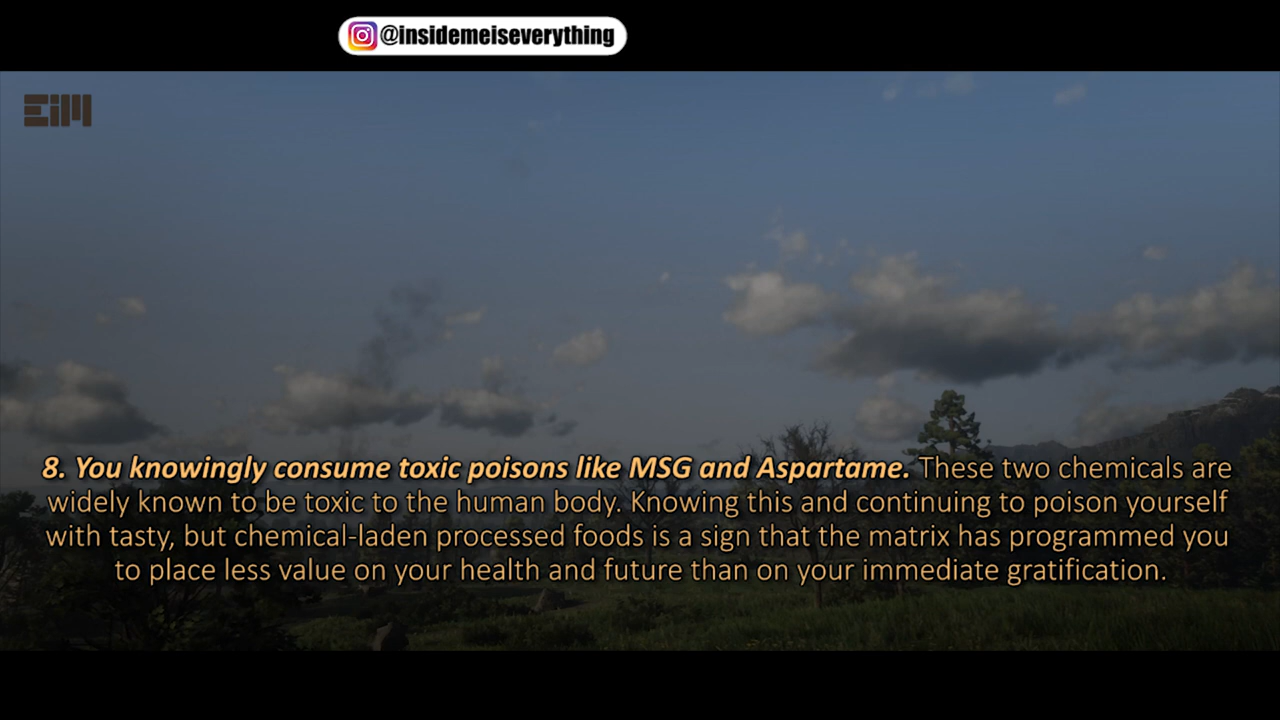 @insidemeiseverything
EiM
8. You knowingly consume toxic poisons like MSG and Aspartame. These two chemicals are
widely known to be toxic to the human body. Knowing this and continuing to poison yourself
with tasty, but chemical-laden processed foods is a sign that the matrix has programmed you
to place less value on your health and future than on your immediate gratification.